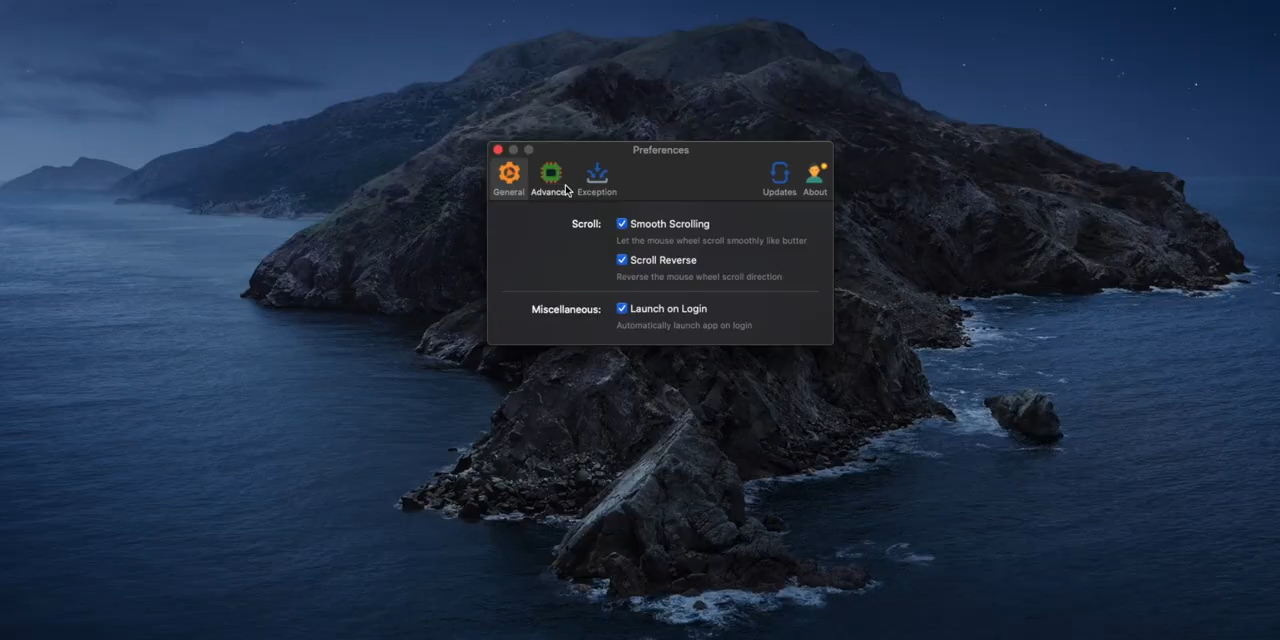 Preferences
General Advanced Exception Updates About
Scroll: Smooth Scrolling
Let the mouse wheel scroll smoothly like butter
Scroll Reverse
Reverse the mouse wheel scroll direction
Miscellaneous: Launch on Login
Automatically launch app on login